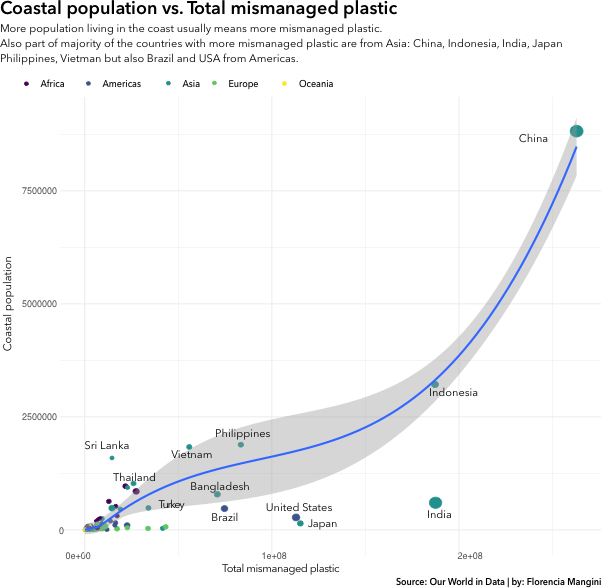 Coastal population vs. Total mismanaged plastic
More population living in the coast usually means more mismanaged plastic.
Also part of majority of the countries with more mismanaged plastic are from Asia: China, Indonesia, India, Japan
Philippines, Vietman but also Brazil and USA from Americas.
Africa Americas Asia Europe Oceania
China
7500000
Coastal population
5000000
Indonesia
2500000
Philippines
Sri Lanka
Vietnam
Thailand
Bangladesh
Turkey
United States
India
Brazil
Japan
0
0e+00 1e+08 2e+08
Total mismanaged plastic
Source: Our World in Data | by: Florencia Mangini